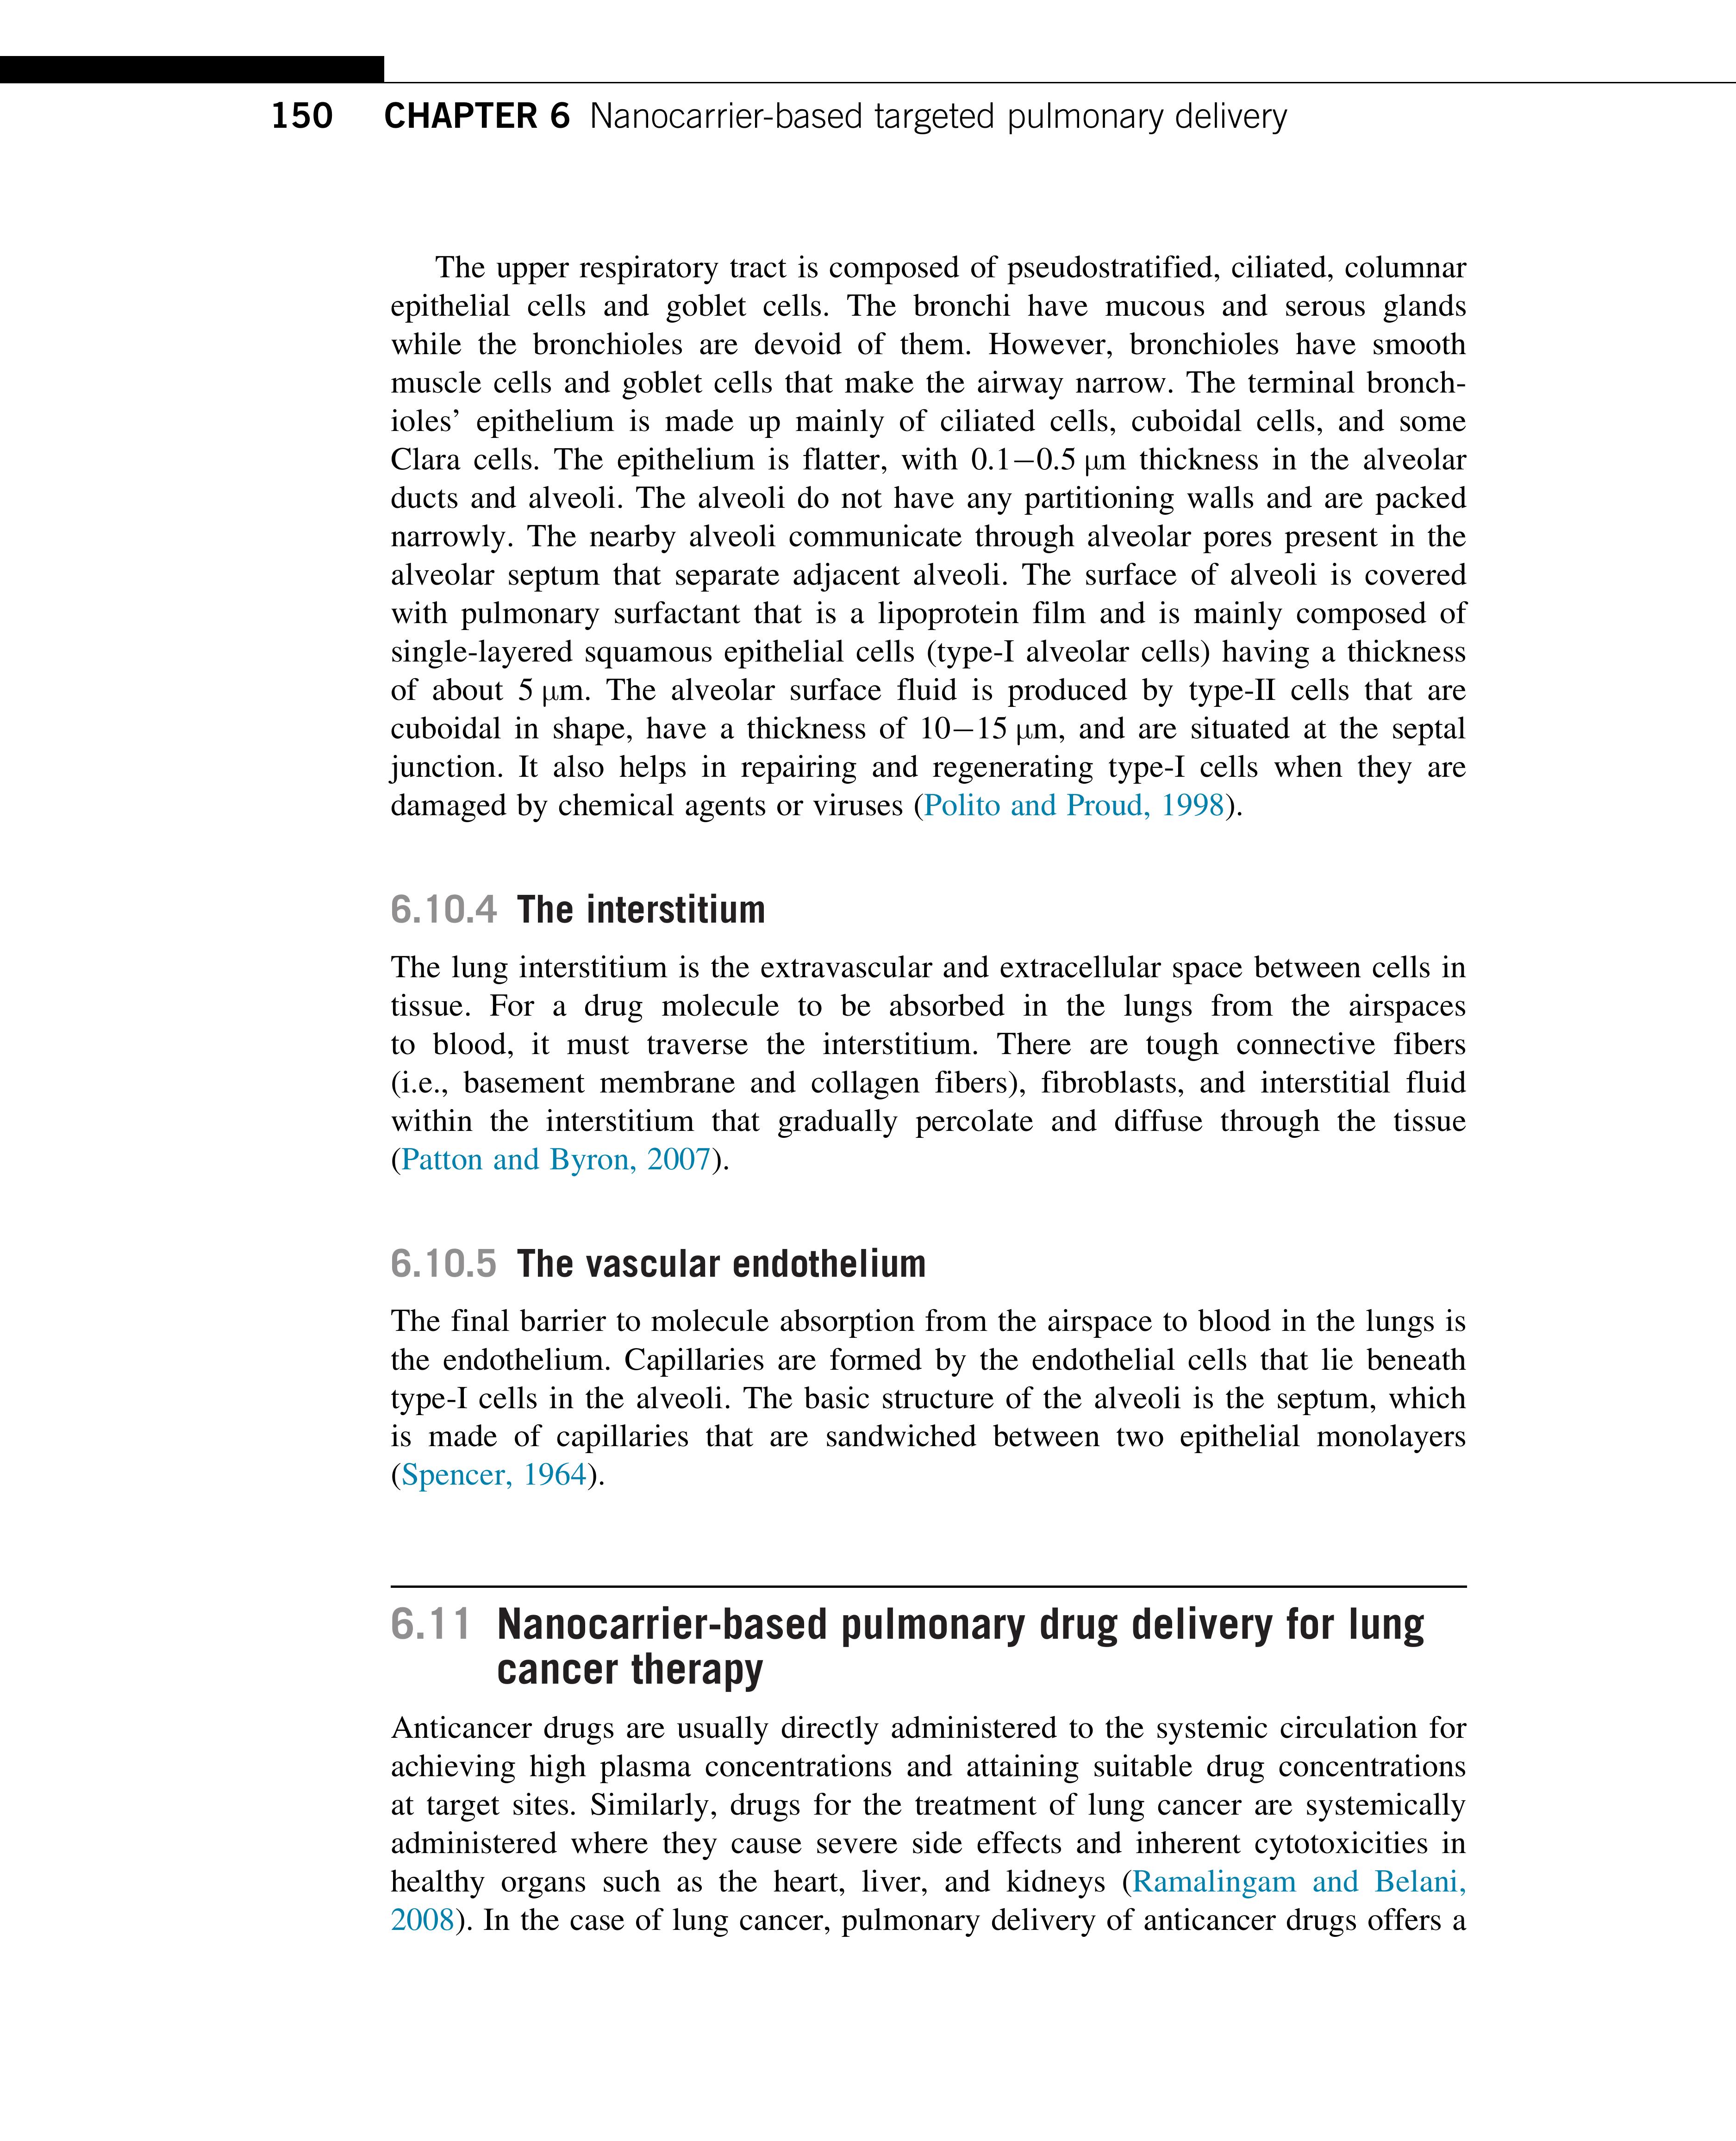 150 CHAPTER 6 Nanocarrier-based targeted pulmonary delivery
The upper respiratory tract is composed of pseudostratified, ciliated, columnar
epithelial cells and goblet cells. The bronchi have mucous and serous glands
while the bronchioles are devoid of them. However, bronchioles have smooth
muscle cells and goblet cells that make the airway narrow. The terminal bronch-
ioles’ epithelium is made up mainly of ciliated cells, cuboidal cells, and some
Clara cells. The epithelium is flatter, with 0.1–0.5 μm thickness in the alveolar
ducts and alveoli. The alveoli do not have any partitioning walls and are packed
narrowly. The nearby alveoli communicate through alveolar pores present in the
alveolar septum that separate adjacent alveoli. The surface of alveoli is covered
with pulmonary surfactant that is a lipoprotein film and is mainly composed of
single-layered squamous epithelial cells (type-I alveolar cells) having a thickness
of about 5 μm. The alveolar surface fluid is produced by type-II cells that are
cuboidal in shape, have a thickness of 10–15 μm, and are situated at the septal
junction. It also helps in repairing and regenerating type-I cells when they are
damaged by chemical agents or viruses (Polito and Proud, 1998).
6.10.4 The interstitium
The lung interstitium is the extravascular and extracellular space between cells in
tissue. For a drug molecule to be absorbed in the lungs from the airspaces
to blood, it must traverse the interstitium. There are tough connective fibers
(i.e., basement membrane and collagen fibers), fibroblasts, and interstitial fluid
within the interstitium that gradually percolate and diffuse through the tissue
(Patton and Byron, 2007).
6.10.5 The vascular endothelium
The final barrier to molecule absorption from the airspace to blood in the lungs is
the endothelium. Capillaries are formed by the endothelial cells that lie beneath
type-I cells in the alveoli. The basic structure of the alveoli is the septum, which
is made of capillaries that are sandwiched between two epithelial monolayers
(Spencer, 1964).
6.11 Nanocarrier-based pulmonary drug delivery for lung
cancer therapy
Anticancer drugs are usually directly administered to the systemic circulation for
achieving high plasma concentrations and attaining suitable drug concentrations
at target sites. Similarly, drugs for the treatment of lung cancer are systemically
administered where they cause severe side effects and inherent cytotoxicities in
healthy organs such as the heart, liver, and kidneys (Ramalingam and Belani,
2008). In the case of lung cancer, pulmonary delivery of anticancer drugs offers a